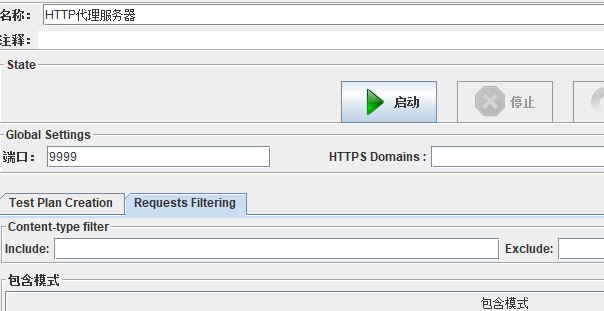 名称： HTTP代理服务器
注释：
State
启动 停止
Global Settings
端口： 9999 HTTPS Domains :
Test Plan Creation Requests Filtering
Content-type filter
Include: Exclude:
包含模式
包含模式